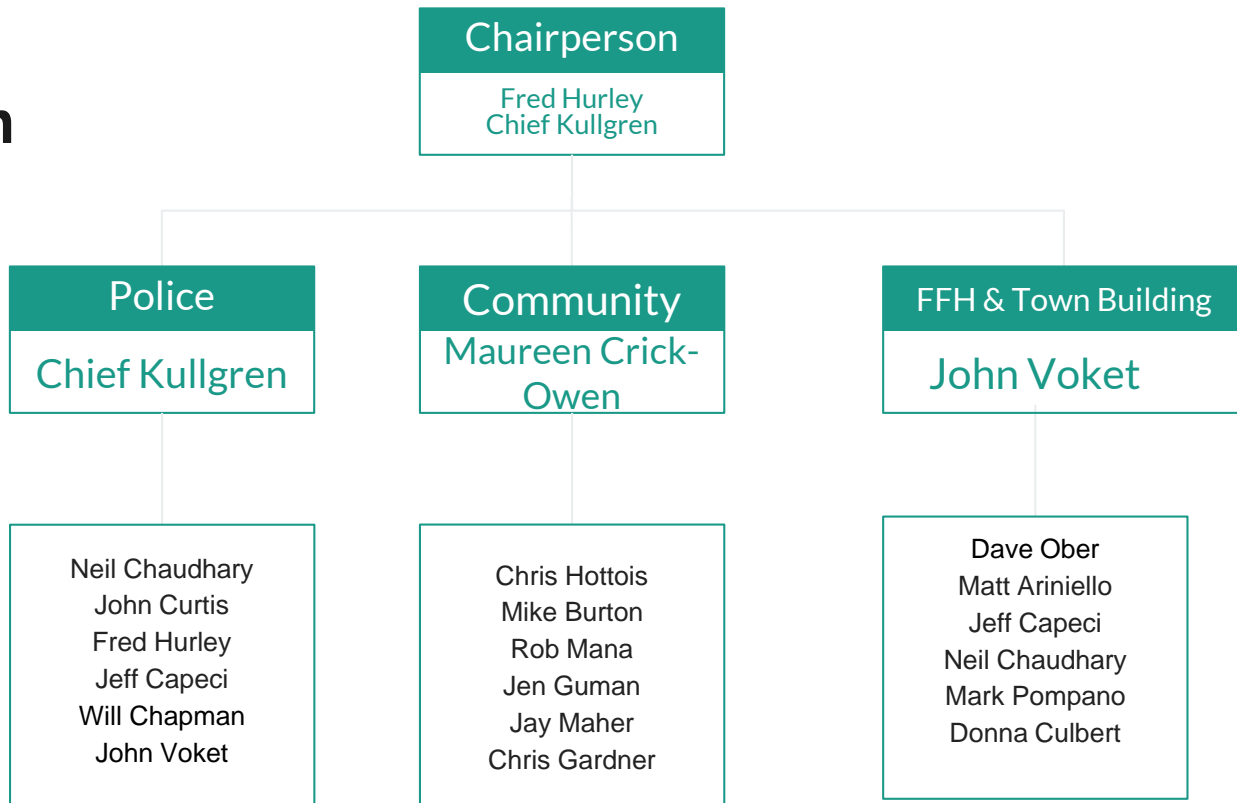 Chairperson
Fred Hurley
Chief Kullgren
Police
Chief Kullgren
Neil Chaudhary
John Curtis
Fred Hurley
Jeff Capeci
Will Chapman
John Voket
Community
Maureen Crick-
Owen
Chris Hottois
Mike Burton
Rob Mana
Jen Guman
Jay Maher
Chris Gardner
FFH & Town Building
John Voket
Dave Ober
Matt Ariniello
Jeff Capeci
Neil Chaudhary
Mark Pompano
Donna Culbert